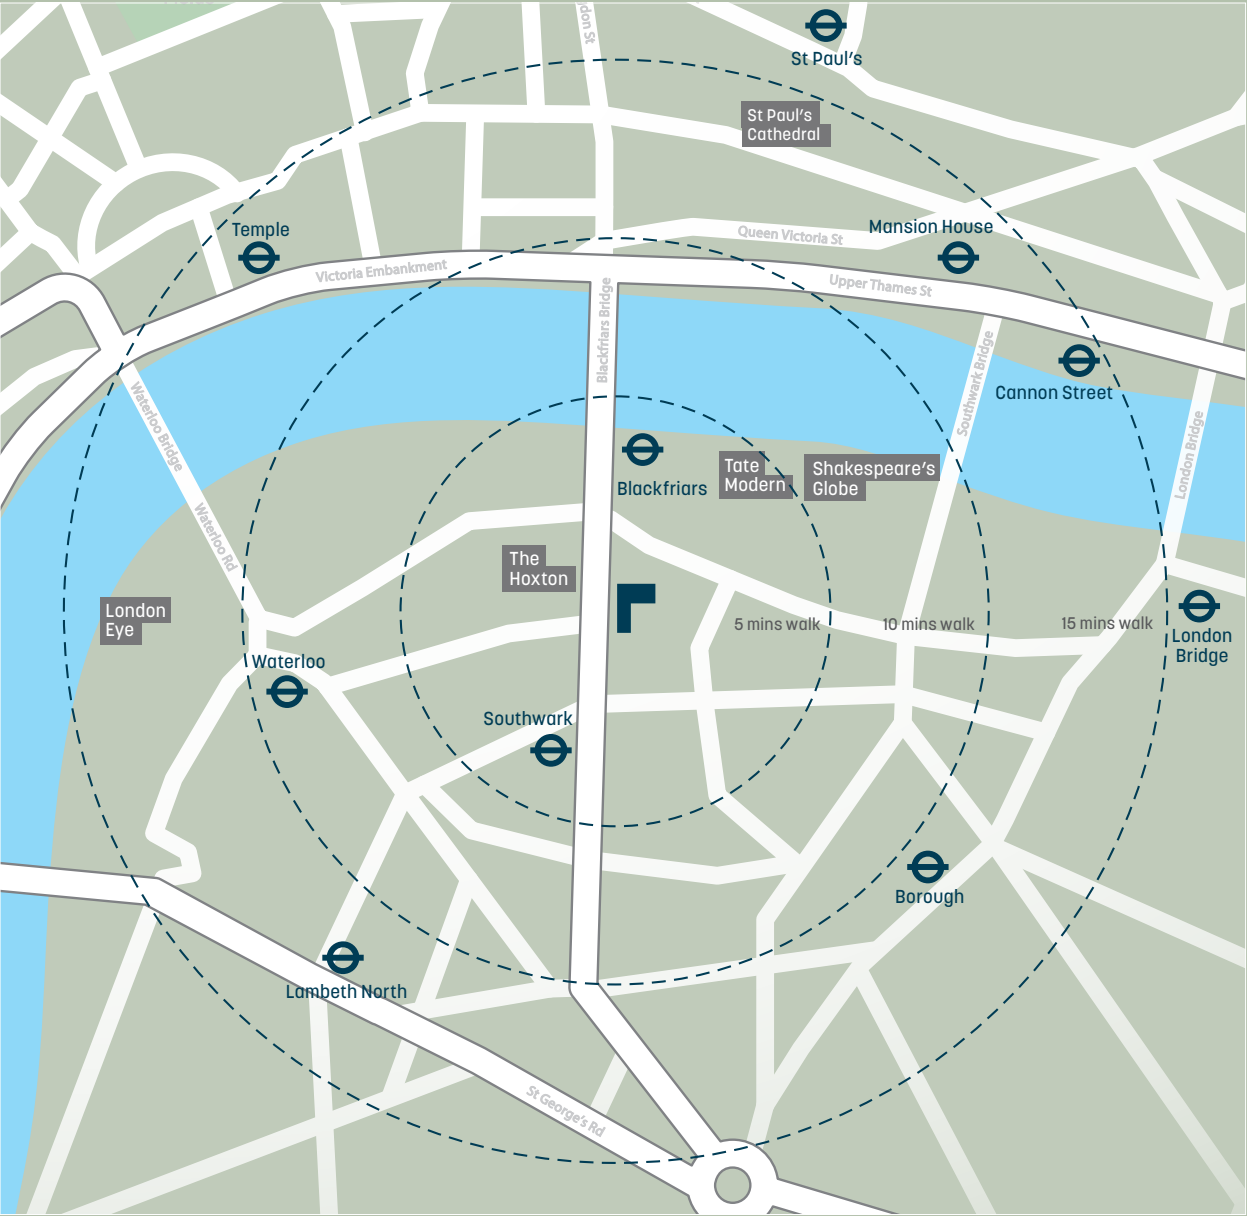 don St
St Paul's
St Paul's
Cathedral
Temple
Mansion House
Queen Victoria St
Victoria Embankment
Upper Thames St
Blackfriars Bridge
Southwark Bridge
Cannon Street
Waterloo Bridge
London Bridge
Tate
Modern
Shakespeare's
Globe
Blackfriars
Waterloo Rd
The
Hoxton
London
Eye
5 mins walk
10 mins walk
15 mins walk
London
Bridge
Waterloo
Southwark
Borough
Lambeth North
St George's Rd